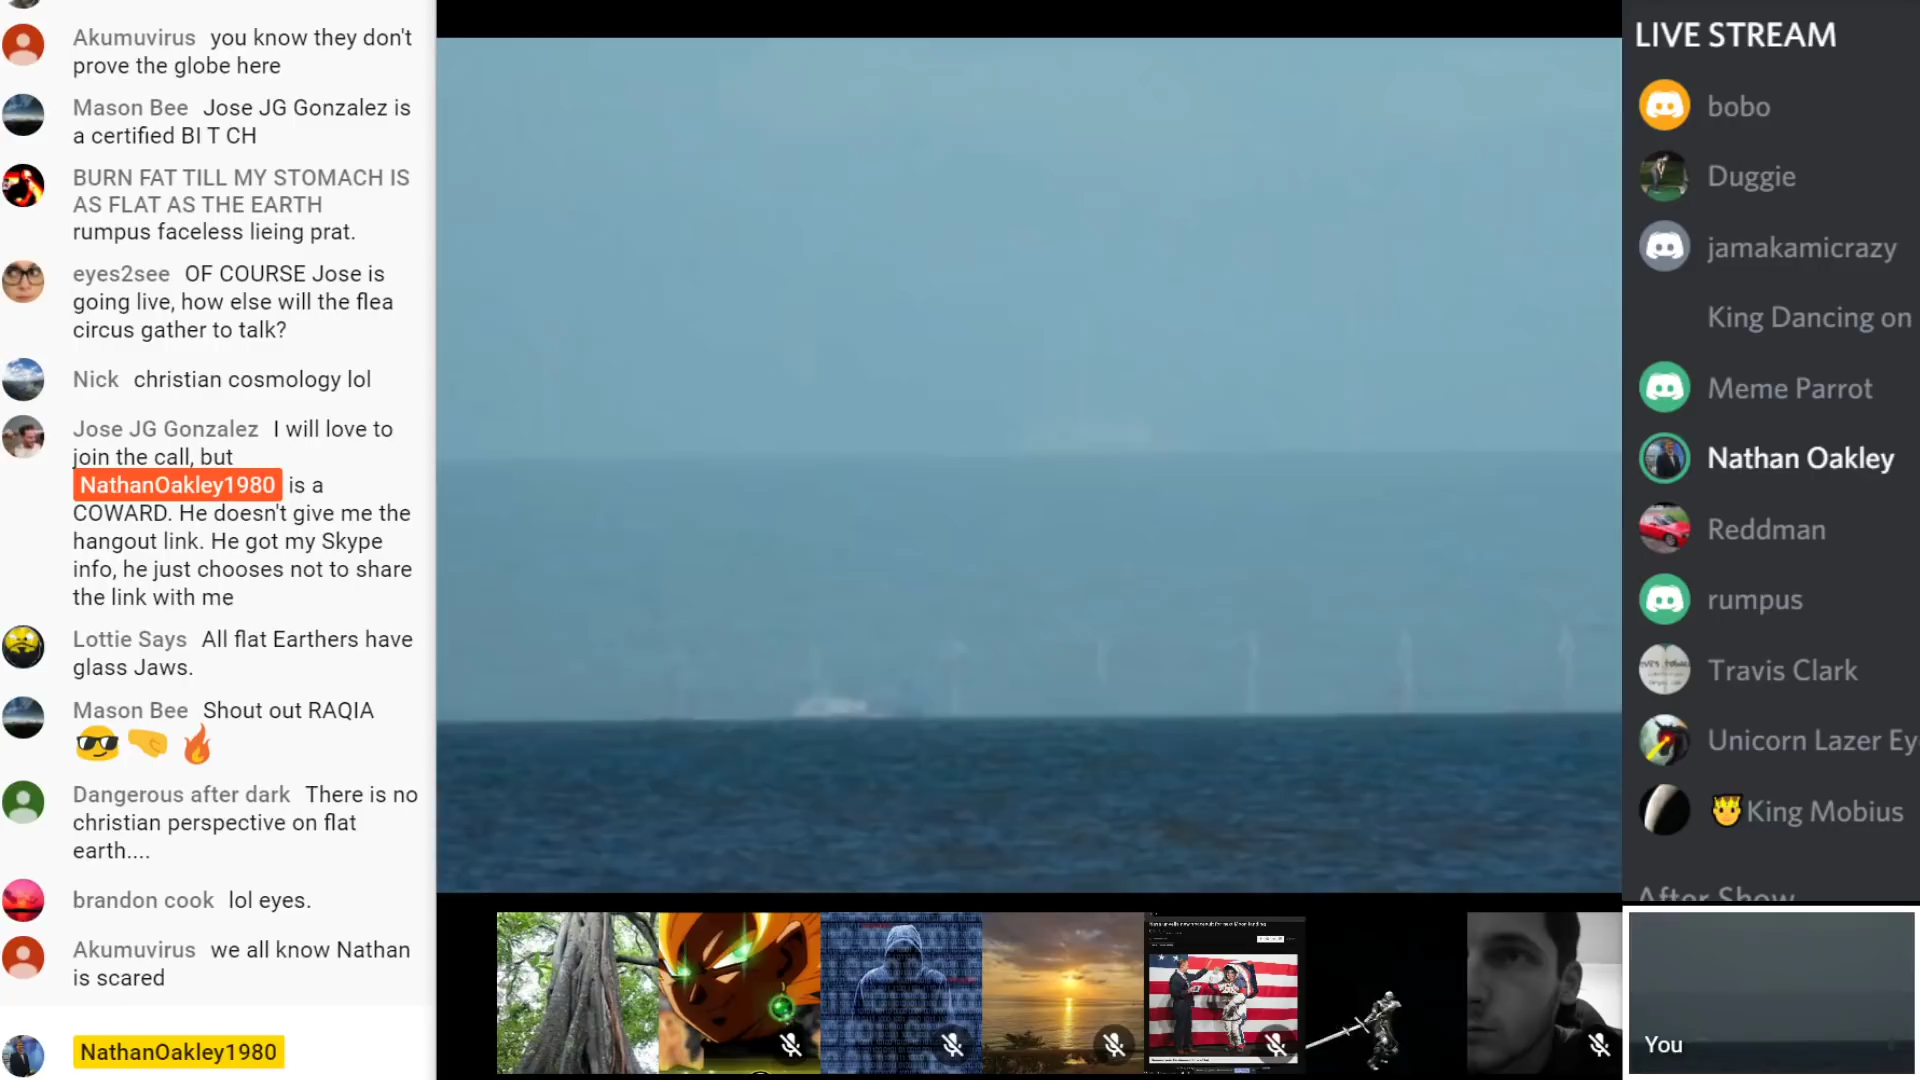 Akumuvirus you know they don't
prove the globe here
Mason Bee Jose JG Gonzalez is
a certified BI T CH
BURN FAT TILL MY STOMACH IS
AS FLAT AS THE EARTH
rumpus faceless lieing prat.
eyes2see OF COURSE Jose is
going live, how else will the flea
circus gather to talk?
Nick christian cosmology lol
Jose JG Gonzalez I will love to
join the call, but
NathanOakley1980 is a
COWARD. He doesn't give me the
hangout link. He got my Skype
info, he just chooses not to share
the link with me
Lottie Says All flat Earthers have
glass Jaws.
Mason Bee Shout out RAQIA
Dangerous after dark There is no
christian perspective on flat
earth....
brandon cook lol eyes.
Akumuvirus we all know Nathan
is scared
NathanOakley1980
LIVE STREAM
bobo
Duggie
jamakamicrazy
King Dancing on
Meme Parrot
Nathan Oakley
Reddman
rumpus
Travis Clark
Unicorn Lazer Ey
King Mobius
After Show
You